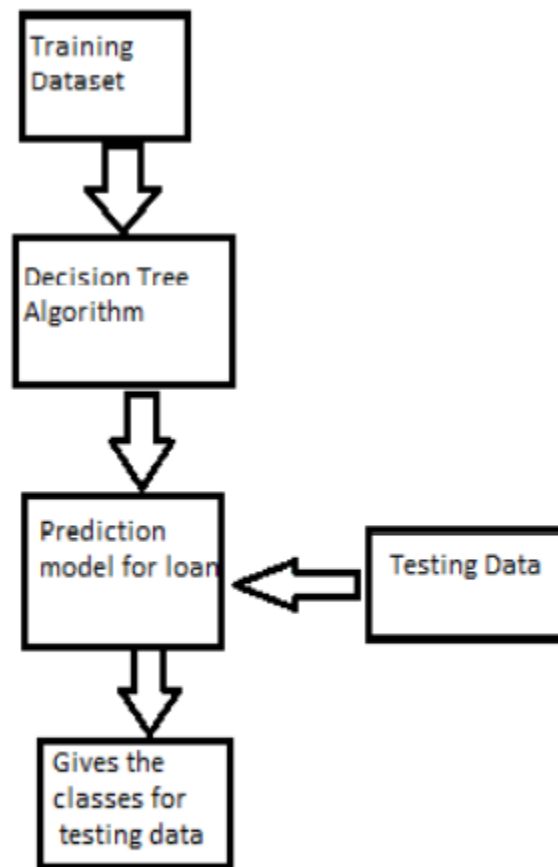 Training
Dataset
Decision Tree
Algorithm
Prediction
model for loan
Testing Data
Gives the
classes for
testing data